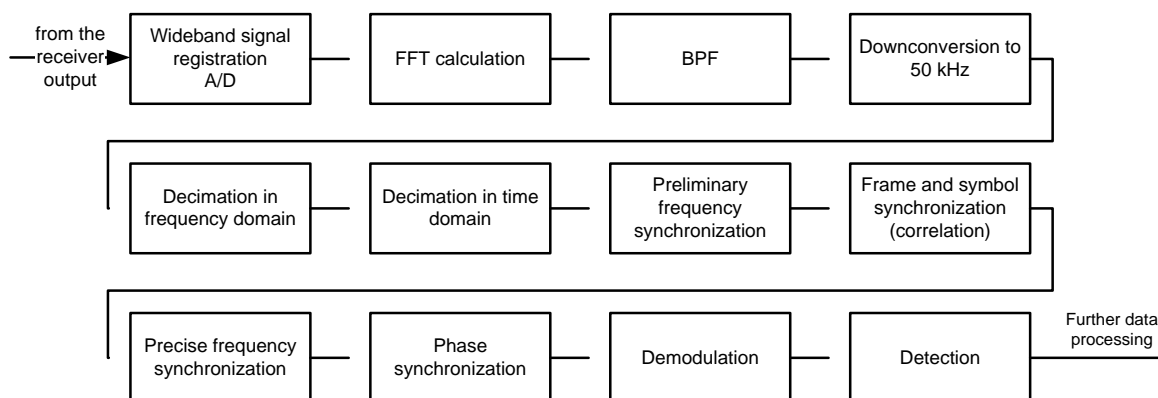 from the
receiver
output
Wideband signal
registration
A/D
FFT calculation
BPF
Downconversion to
50 kHz
Decimation in
frequency domain
Decimation in time
domain
Preliminary
frequency
synchronization
Frame and symbol
synchronization
(correlation)
Precise frequency
synchronization
Phase
synchronization
Demodulation
Detection
Further data
processing